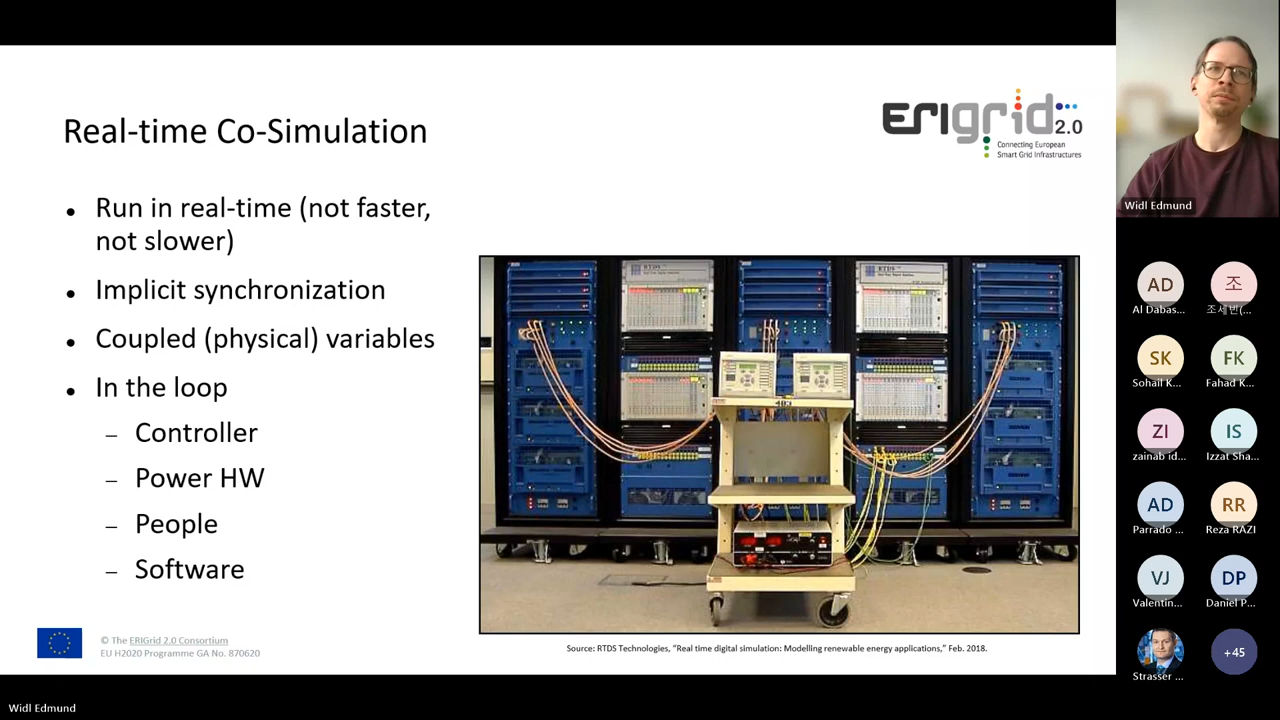 Real-time Co-Simulation
ERIgrid 2.0
Connecting European
Smart Grid Infrastructures
Run in real-time (not faster,
not slower)
Implicit synchronization
Coupled (physical) variables
In the loop
– Controller
– Power HW
– People
– Software
RTDS
RTDS
© The ERIGrid 2.0 Consortium
EU H2020 Programme GA No. 870620
Source: RTDS Technologies, “Real time digital simulation: Modelling renewable energy applications,” Feb. 2018.
Widl Edmund
AD
Al Dabas...
조
조세빈(...
SK
Sohail K...
FK
Fahad K...
ZI
zainab id...
IS
Izzat Sha...
AD
Parrado ...
RR
Reza RAZI
VJ
Valentin...
DP
Daniel P...
Strasser ...
+45
Widl Edmund